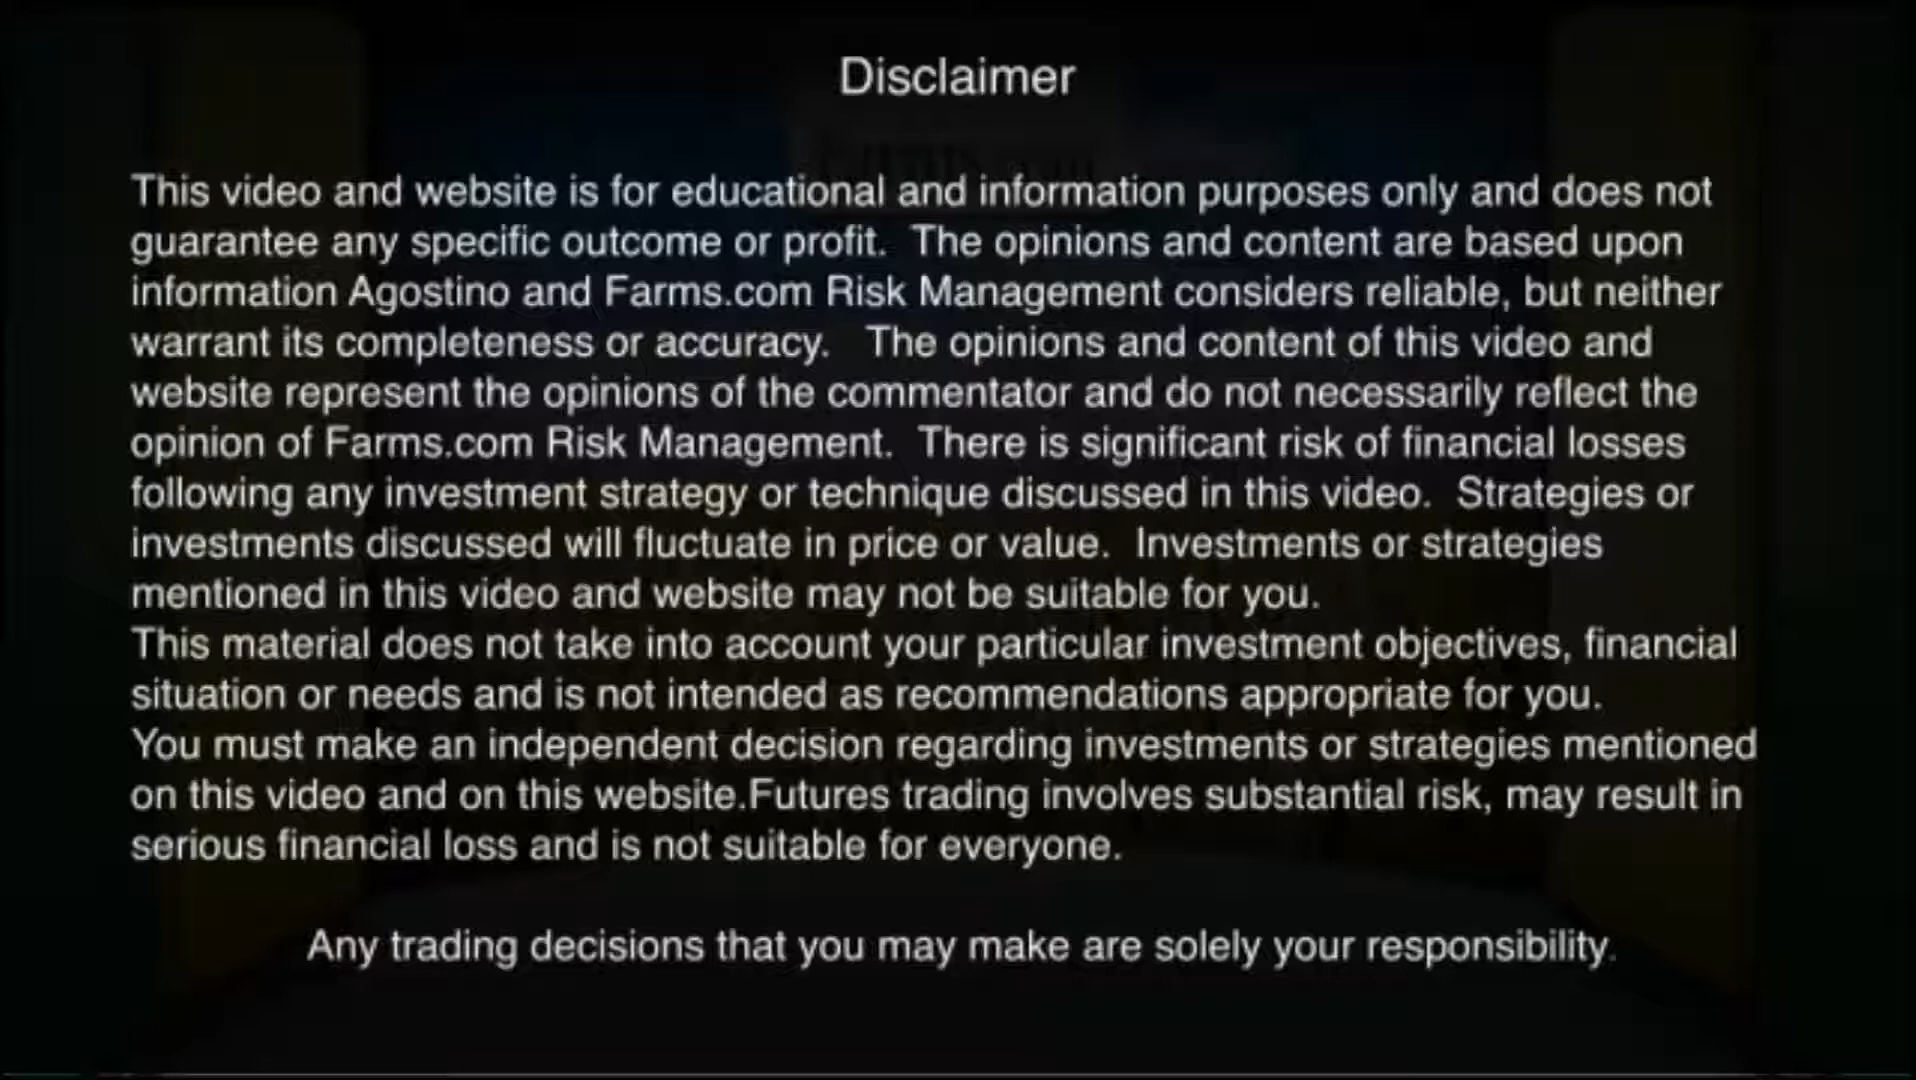 Disclaimer
This video and website is for educational and information purposes only and does not
guarantee any specific outcome or profit.  The opinions and content are based upon
information Agostino and Farms.com Risk Management considers reliable, but neither
warrant its completeness or accuracy.   The opinions and content of this video and
website represent the opinions of the commentator and do not necessarily reflect the
opinion of Farms.com Risk Management.  There is significant risk of financial losses
following any investment strategy or technique discussed in this video.  Strategies or
investments discussed will fluctuate in price or value.  Investments or strategies
mentioned in this video and website may not be suitable for you.
This material does not take into account your particular investment objectives, financial
situation or needs and is not intended as recommendations appropriate for you.
You must make an independent decision regarding investments or strategies mentioned
on this video and on this website.Futures trading involves substantial risk, may result in
serious financial loss and is not suitable for everyone.
Any trading decisions that you may make are solely your responsibility.